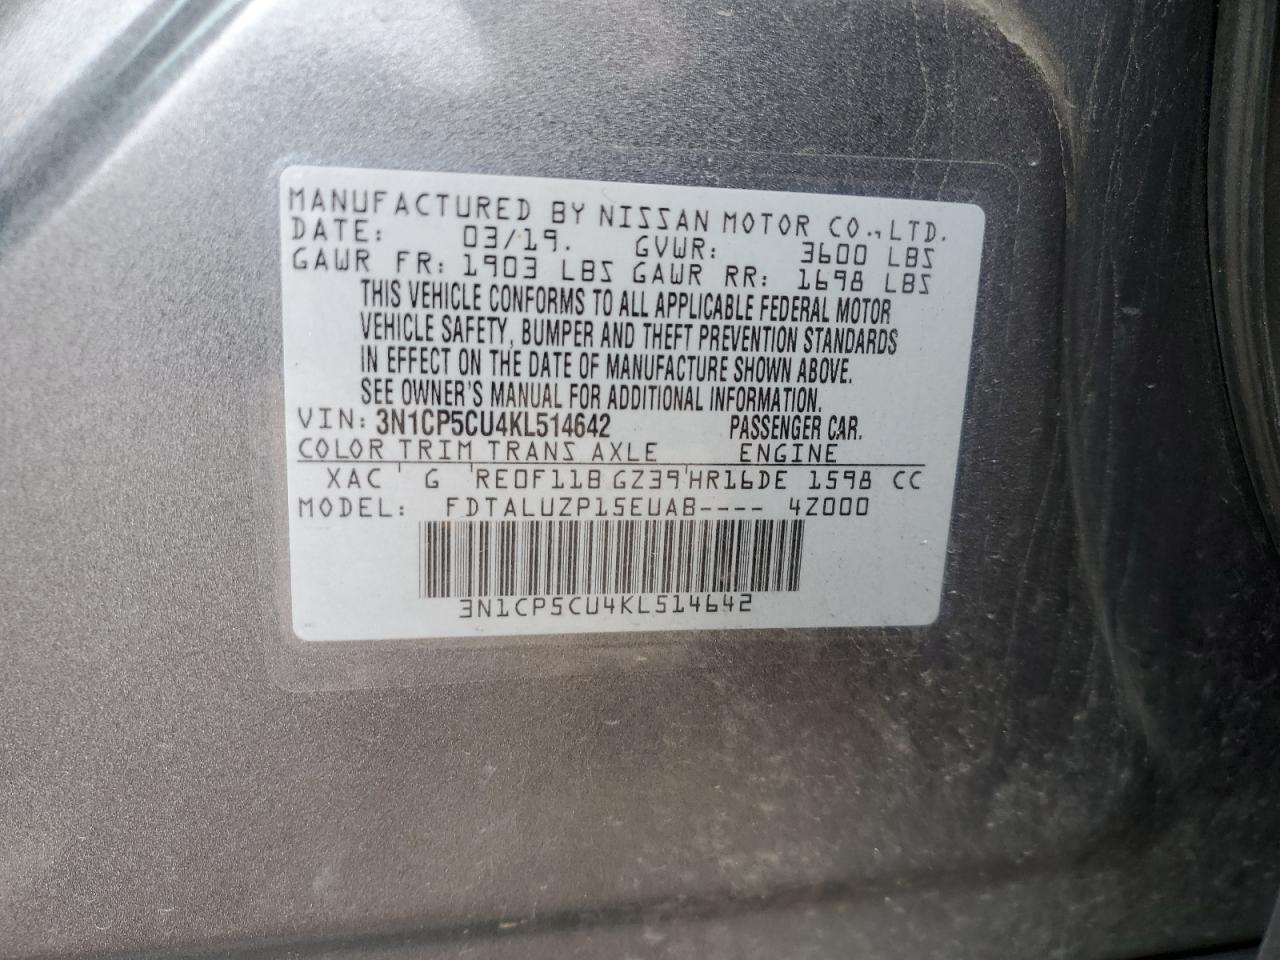 MANUFACTURED BY NISSAN MOTOR CO., LTD.
DATE: 03/19. GVWR: 3600 LBS
GAWR FR: 1903 LBS GAWR RR: 1698 LBS
THIS VEHICLE CONFORMS TO ALL APPLICABLE FEDERAL MOTOR
VEHICLE SAFETY, BUMPER AND THEFT PREVENTION STANDARDS
IN EFFECT ON THE DATE OF MANUFACTURE SHOWN ABOVE.
SEE OWNER'S MANUAL FOR ADDITIONAL INFORMATION.
VIN: 3N1CP5CU4KL514642 PASSENGER CAR.
COLOR TRIM TRANS AXLE ENGINE
XAC G RE0F11B GZ39 HR16DE 1598 CC
MODEL: FDTALUZP15EUAB---- 4Z000
3N1CP5CU4KL514642